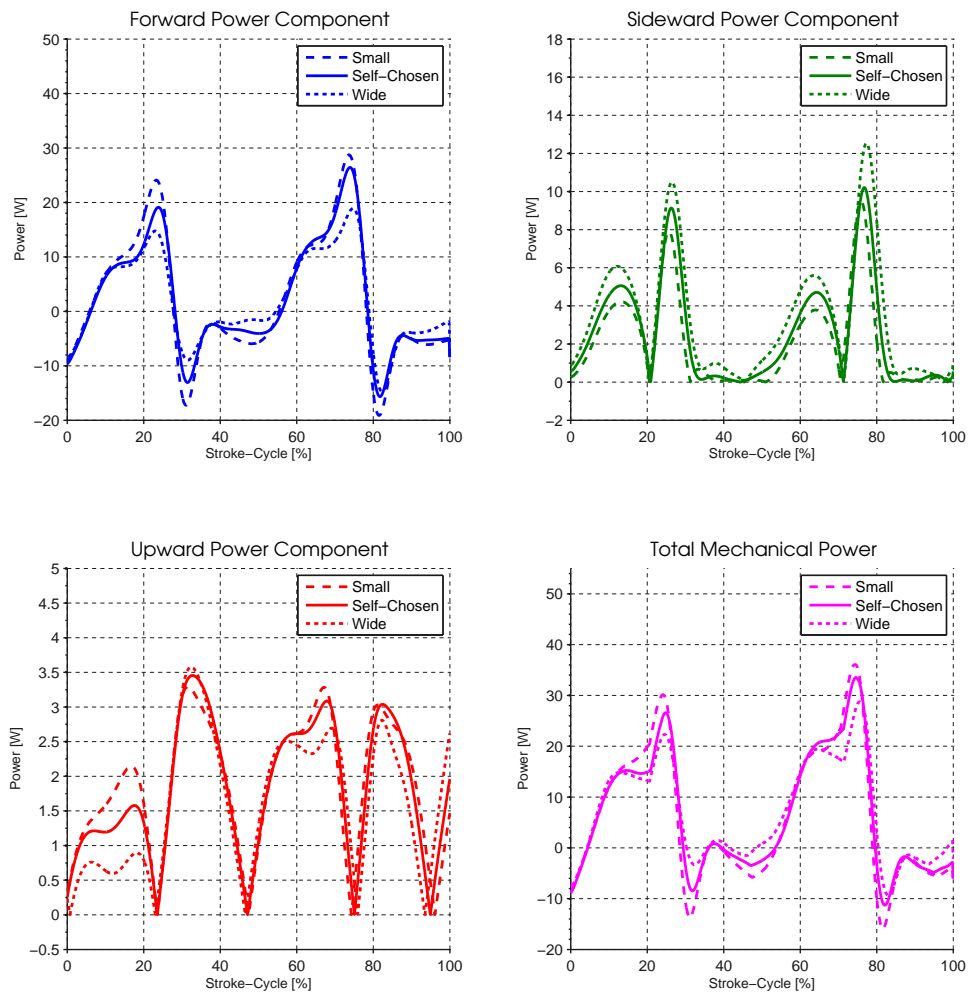 Forward Power Component
Power [W]
50
40
30
20
10
0
−10
−20
0 20 40 60 80 100
Stroke−Cycle [%]
Small
Self−Chosen
Wide
Sideward Power Component
Power [W]
18
16
14
12
10
8
6
4
2
0
−2
0 20 40 60 80 100
Stroke−Cycle [%]
Small
Self−Chosen
Wide
Upward Power Component
Power [W]
5
4.5
4
3.5
3
2.5
2
1.5
1
0.5
0
−0.5
0 20 40 60 80 100
Stroke−Cycle [%]
Small
Self−Chosen
Wide
Total Mechanical Power
Power [W]
50
40
30
20
10
0
−10
−20
0 20 40 60 80 100
Stroke−Cycle [%]
Small
Self−Chosen
Wide